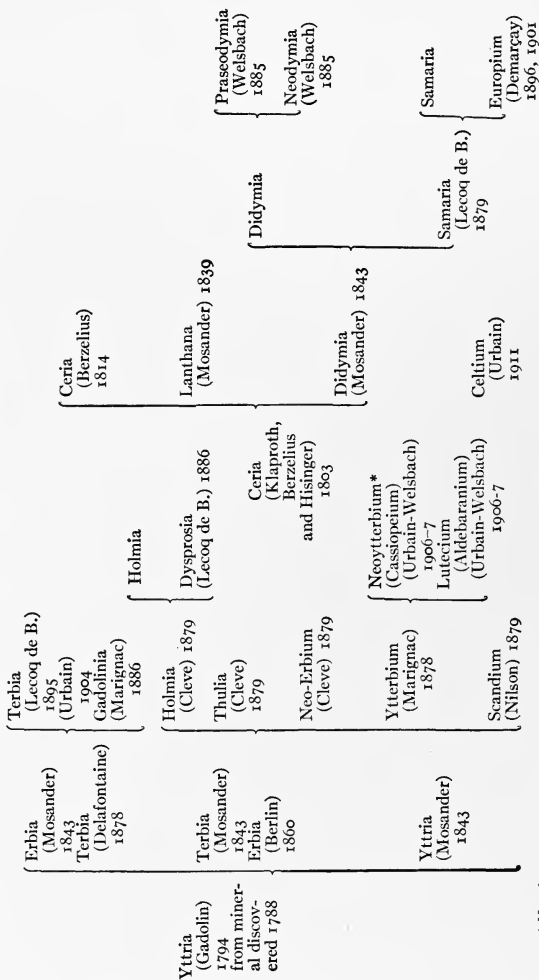 Yttria
(Gadolin)
1794
from miner-
al discov-
ered 1788
Erbia
(Mosander)
1843
Terbia
(Delafontaine)
1878
Terbia
(Mosander)
1843
Erbia
(Berlin)
1860
Yttria
(Mosander)
1843
Terbia
(Lecoq de B.)
1895
(Urbain)
1904
Gadolinia
(Marignac)
1886
Holmia
(Cleve) 1879
Thulia
(Cleve)
1879
Neo-Erbium
(Cleve) 1879
Ytterbium
(Marignac)
1878
Scandium
(Nilson) 1879
Holmia
Dysprosia
(Lecoq de B.) 1886
Neoytterbium*
(Cassiopeium)
(Urbain-Welsbach)
1906-7
Lutecium
(Aldebaranium)
(Urbain-Welsbach)
1906-7
Celtium
(Urbain)
1911
Ceria
(Klaproth,
Berzelius
and Hisinger)
1803
Ceria
(Berzelius)
1814
Lanthana
(Mosander) 1839
Didymia
(Mosander) 1843
Didymia
Samaria
(Lecoq de B.)
1879
Praseodymia
(Welsbach)
1885
Neodymia
(Welsbach)
1885
Samaria
Europium
(Demarçay)
1896, 1901